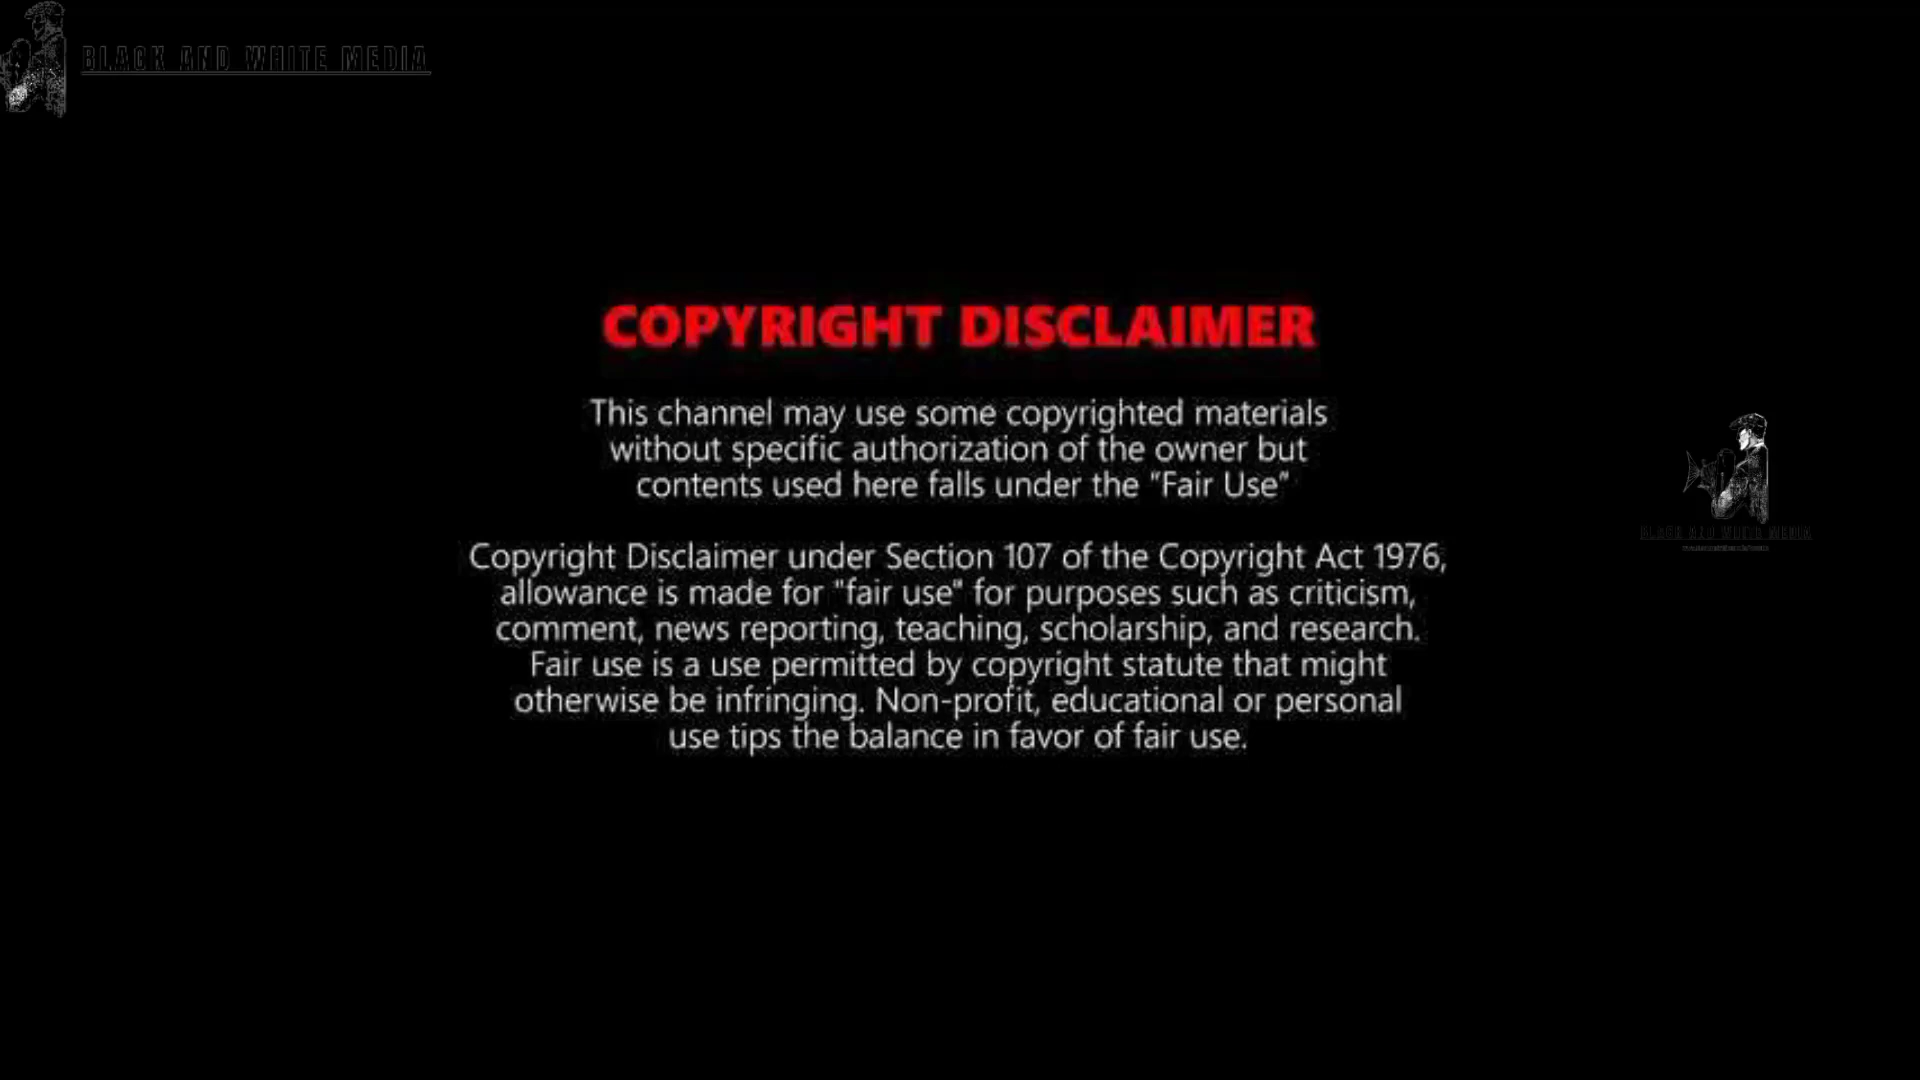 BLACK AND WHITE MEDIA
COPYRIGHT DISCLAIMER
This channel may use some copyrighted materials
without specific authorization of the owner but
contents used here falls under the "Fair Use"
Copyright Disclaimer under Section 107 of the Copyright Act 1976,
allowance is made for "fair use" for purposes such as criticism,
comment, news reporting, teaching, scholarship, and research.
Fair use is a use permitted by copyright statute that might
otherwise be infringing. Non-profit, educational or personal
use tips the balance in favor of fair use.
BLACK AND WHITE MEDIA